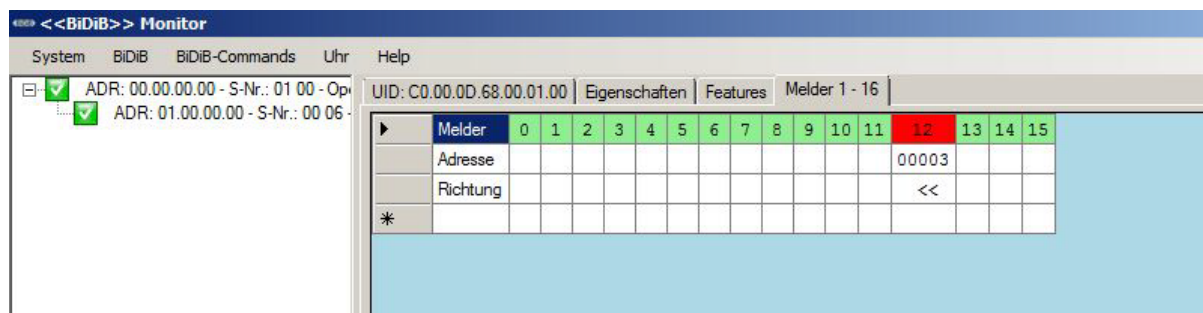 <<BiDiB>> Monitor
System BiDiB BiDiB-Commands Uhr Help
ADR: 00.00.00.00 - S-Nr.: 01 00 - Op
ADR: 01.00.00.00 - S-Nr.: 00 06 -
UID: C0.00.0D.68.00.01.00 Eigenschaften Features Melder 1 - 16
Melder 0 1 2 3 4 5 6 7 8 9 10 11 12 13 14 15
Adresse 00003
Richtung <<